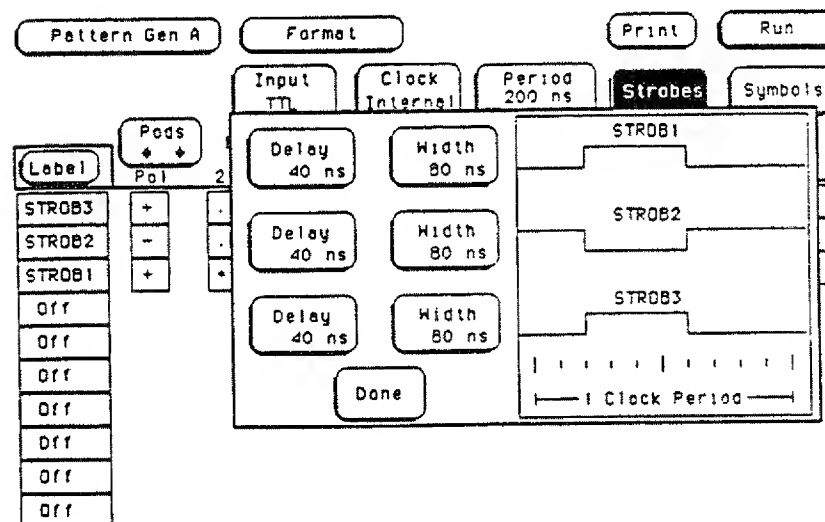 Pattern Gen A Format Print Run
Input Clock Period Strobes Symbols
TTL Internal 200 ns
Pods
Label Pol 2
STROB3 + .
STROB2 - .
STROB1 + *
Off
Off
Off
Off
Off
Off
Off
Delay Width
40 ns 80 ns
Delay Width
40 ns 80 ns
Delay Width
40 ns 80 ns
Done
STROB1
STROB2
STROB3
1 Clock Period